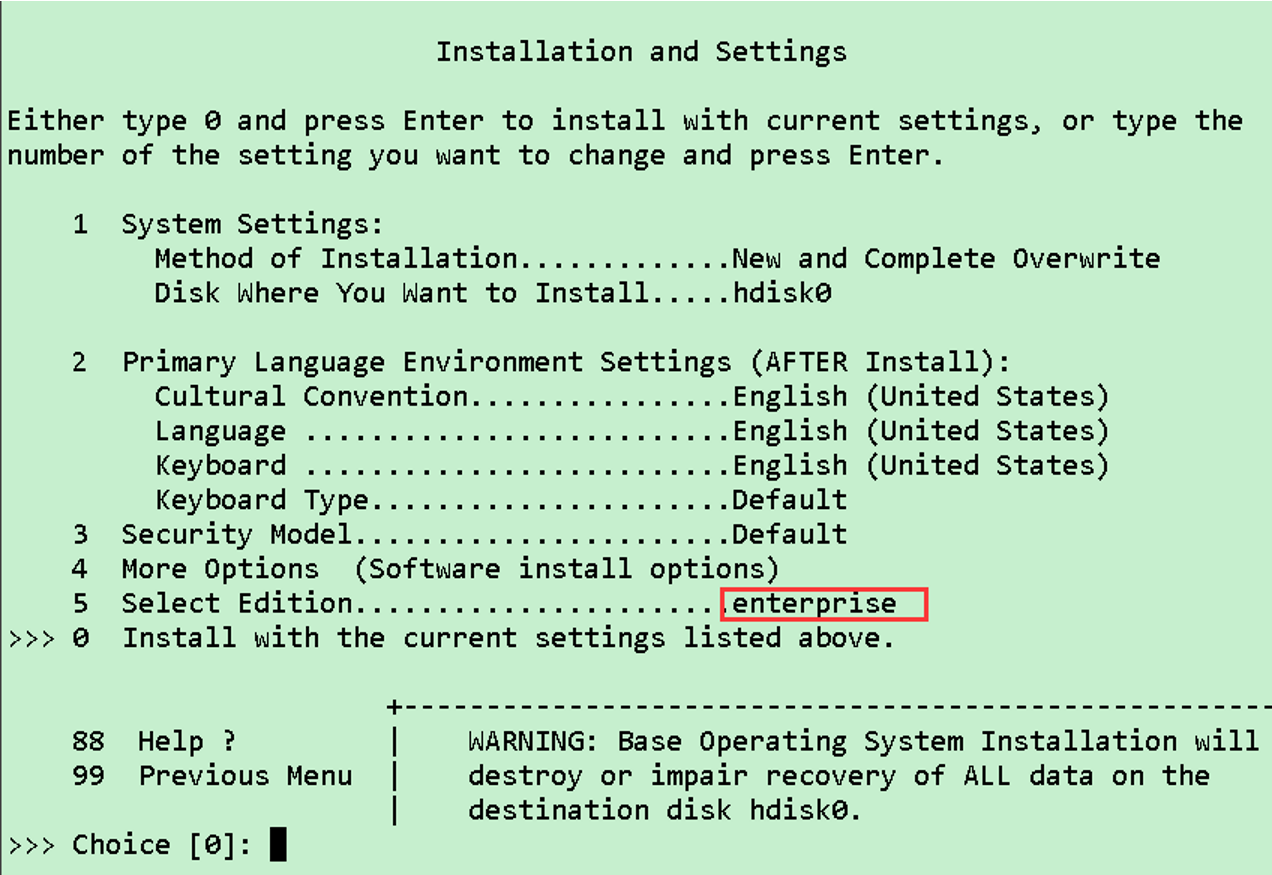 Installation and Settings
Either type 0 and press Enter to install with current settings, or type the
number of the setting you want to change and press Enter.
1 System Settings:
Method of Installation.............New and Complete Overwrite
Disk Where You Want to Install.....hdisk0
2 Primary Language Environment Settings (AFTER Install):
Cultural Convention................English (United States)
Language ..........................English (United States)
Keyboard ..........................English (United States)
Keyboard Type......................Default
3 Security Model.......................Default
4 More Options (Software install options)
5 Select Edition.......................enterprise
>>> 0 Install with the current settings listed above.
+-----------------------------------------------------
88 Help ? | WARNING: Base Operating System Installation will
99 Previous Menu | destroy or impair recovery of ALL data on the
| destination disk hdisk0.
>>> Choice [0]: